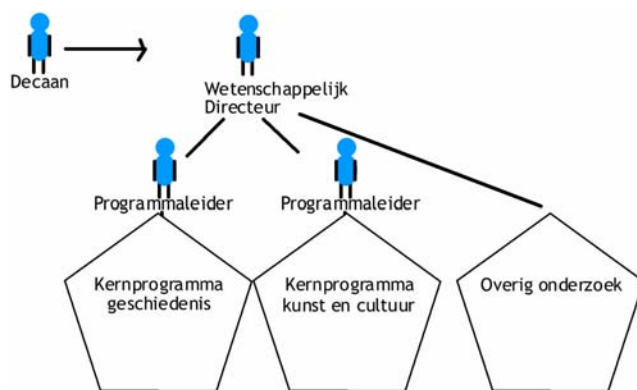 Decaan
Wetenschappelijk
Directeur
Programmaleider
Programmaleider
Kernprogramma
geschiedenis
Kernprogramma
kunst en cultuur
Overig onderzoek